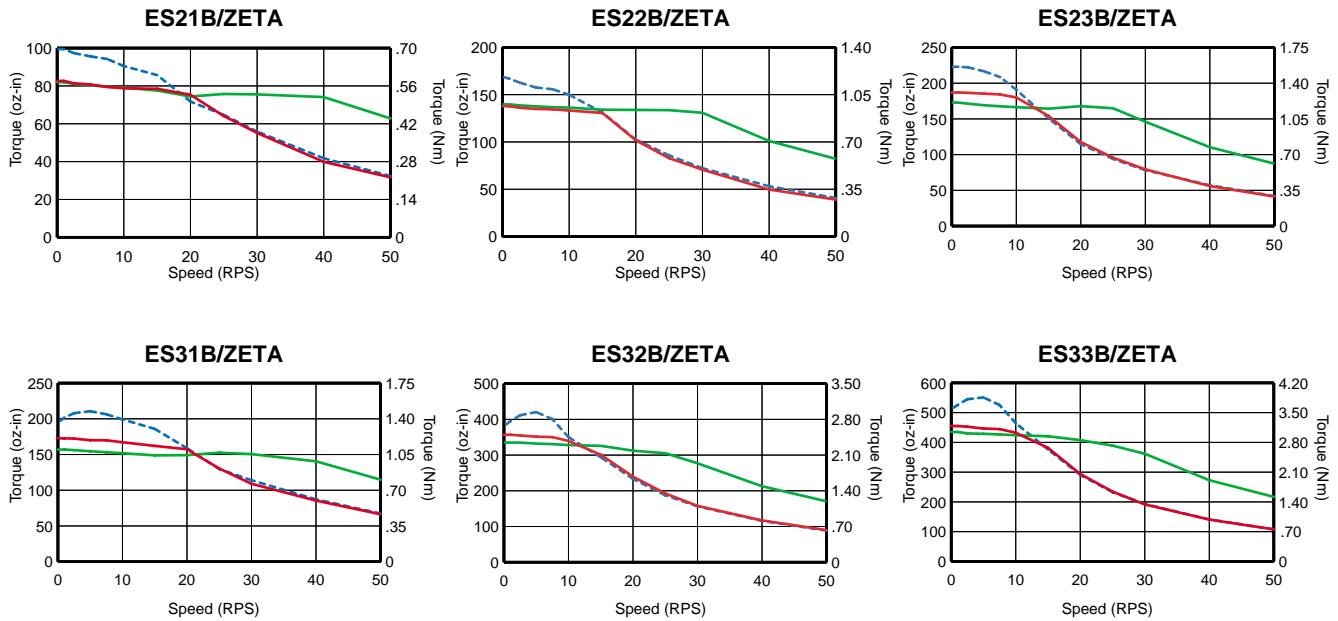 ES21B/ZETA
Torque (oz-in)
100
80
60
40
20
0
.70
.56
.42
.28
.14
0
Torque (Nm)
0 10 20 30 40 50
Speed (RPS)
ES22B/ZETA
Torque (oz-in)
200
150
100
50
0
1.40
1.05
.70
.35
0
Torque (Nm)
0 10 20 30 40 50
Speed (RPS)
ES23B/ZETA
Torque (oz-in)
250
200
150
100
50
0
1.75
1.40
1.05
.70
.35
0
Torque (Nm)
0 10 20 30 40 50
Speed (RPS)
ES31B/ZETA
Torque (oz-in)
250
200
150
100
50
0
1.75
1.40
1.05
.70
.35
0
Torque (Nm)
0 10 20 30 40 50
Speed (RPS)
ES32B/ZETA
Torque (oz-in)
500
400
300
200
100
0
3.50
2.80
2.10
1.40
.70
0
Torque (Nm)
0 10 20 30 40 50
Speed (RPS)
ES33B/ZETA
Torque (oz-in)
600
500
400
300
200
100
0
4.20
3.50
2.80
2.10
1.40
.70
0
Torque (Nm)
0 10 20 30 40 50
Speed (RPS)